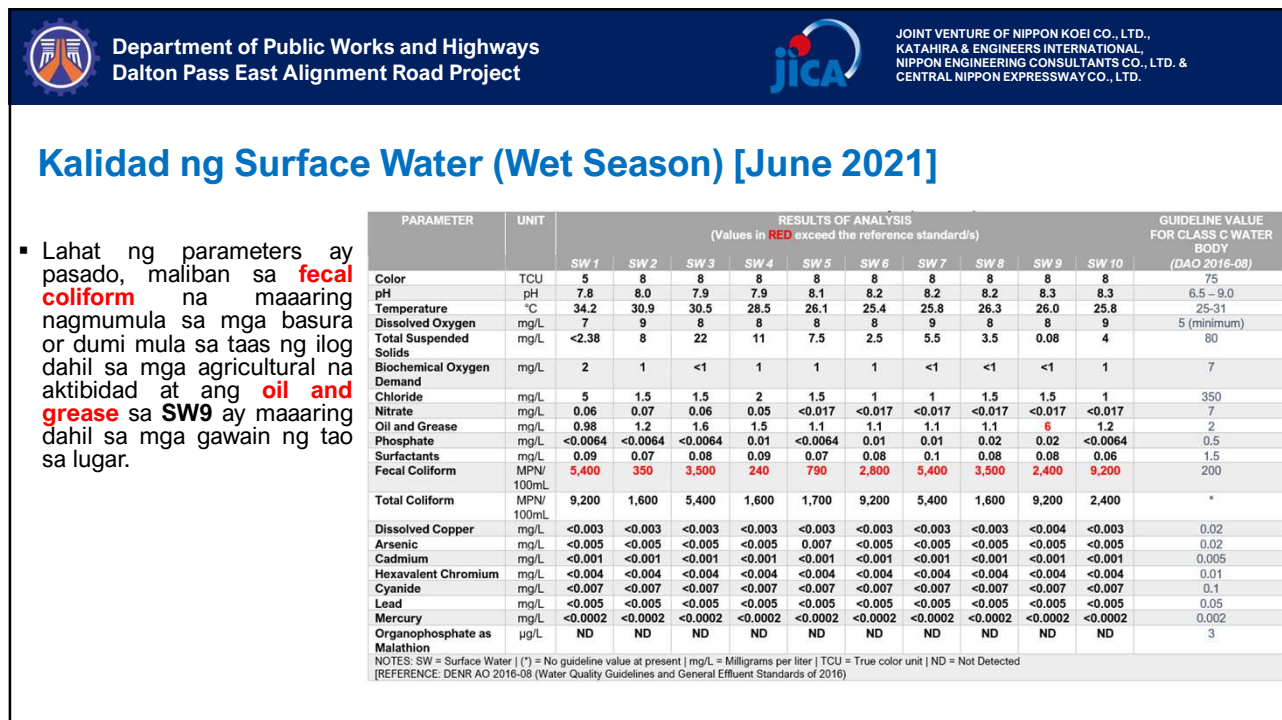 Department of Public Works and Highways
Dalton Pass East Alignment Road Project
jICA
JOINT VENTURE OF NIPPON KOEI CO., LTD.,
KATAHIRA & ENGINEERS INTERNATIONAL,
NIPPON ENGINEERING CONSULTANTS CO., LTD. &
CENTRAL NIPPON EXPRESSWAY CO., LTD.
Kalidad ng Surface Water (Wet Season) [June 2021]
▪ Lahat ng parameters ay
pasado, maliban sa fecal
coliform na maaaring
nagmumula sa mga basura
or dumi mula sa taas ng ilog
dahil sa mga agricultural na
aktibidad at ang oil and
grease sa SW9 ay maaaring
dahil sa mga gawain ng tao
sa lugar.
PARAMETER UNIT RESULTS OF ANALYSIS GUIDELINE VALUE
(Values in RED exceed the reference standard/s) FOR CLASS C WATER
BODY
SW 1 SW 2 SW 3 SW 4 SW 5 SW 6 SW 7 SW 8 SW 9 SW 10 (DAO 2016-08)
Color TCU 5 8 8 8 8 8 8 8 8 8 75
pH pH 7.8 8.0 7.9 7.9 8.1 8.2 8.2 8.2 8.3 8.3 6.5 – 9.0
Temperature °C 34.2 30.9 30.5 28.5 26.1 25.4 25.8 26.3 26.0 25.8 25-31
Dissolved Oxygen mg/L 7 9 8 8 8 8 9 8 8 9 5 (minimum)
Total Suspended mg/L <2.38 8 22 11 7.5 2.5 5.5 3.5 0.08 4 80
Solids
Biochemical Oxygen mg/L 2 1 <1 1 1 1 <1 <1 <1 1 7
Demand
Chloride mg/L 5 1.5 1.5 2 1.5 1 1 1.5 1.5 1 350
Nitrate mg/L 0.06 0.07 0.06 0.05 <0.017 <0.017 <0.017 <0.017 <0.017 <0.017 7
Oil and Grease mg/L 0.98 1.2 1.6 1.5 1.1 1.1 1.1 1.1 6 1.2 2
Phosphate mg/L <0.0064 <0.0064 <0.0064 0.01 <0.0064 0.01 0.01 0.02 0.02 <0.0064 0.5
Surfactants mg/L 0.09 0.07 0.08 0.09 0.07 0.08 0.1 0.08 0.08 0.06 1.5
Fecal Coliform MPN/ 5,400 350 3,500 240 790 2,800 5,400 3,500 2,400 9,200 200
100mL
Total Coliform MPN/ 9,200 1,600 5,400 1,600 1,700 9,200 5,400 1,600 9,200 2,400 *
100mL
Dissolved Copper mg/L <0.003 <0.003 <0.003 <0.003 <0.003 <0.003 <0.003 <0.003 <0.004 <0.003 0.02
Arsenic mg/L <0.005 <0.005 <0.005 <0.005 0.007 <0.005 <0.005 <0.005 <0.005 <0.005 0.02
Cadmium mg/L <0.001 <0.001 <0.001 <0.001 <0.001 <0.001 <0.001 <0.001 <0.001 <0.001 0.005
Hexavalent Chromium mg/L <0.004 <0.004 <0.004 <0.004 <0.004 <0.004 <0.004 <0.004 <0.004 <0.004 0.01
Cyanide mg/L <0.007 <0.007 <0.007 <0.007 <0.007 <0.007 <0.007 <0.007 <0.007 <0.007 0.1
Lead mg/L <0.005 <0.005 <0.005 <0.005 <0.005 <0.005 <0.005 <0.005 <0.005 <0.005 0.05
Mercury mg/L <0.0002 <0.0002 <0.0002 <0.0002 <0.0002 <0.0002 <0.0002 <0.0002 <0.0002 <0.0002 0.002
Organophosphate as µg/L ND ND ND ND ND ND ND ND ND ND 3
Malathion
NOTES: SW = Surface Water | (*) = No guideline value at present | mg/L = Milligrams per liter | TCU = True color unit | ND = Not Detected
[REFERENCE: DENR AO 2016-08 (Water Quality Guidelines and General Effluent Standards of 2016)